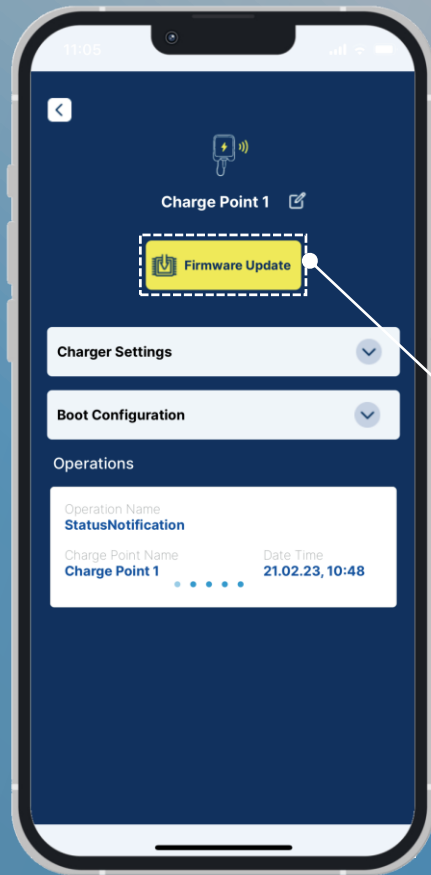 11:05
Charge Point 1
Firmware Update
Charger Settings
Boot Configuration
Operations
Operation Name
StatusNotification
Charge Point Name Date Time
Charge Point 1 21.02.23, 10:48